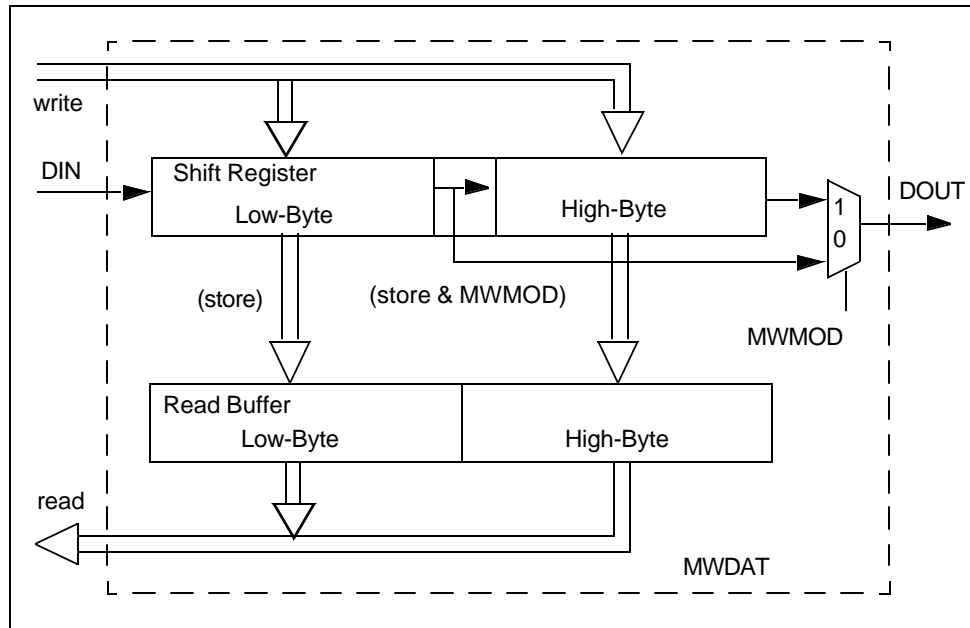 write
DIN
Shift Register
Low-Byte
High-Byte
1
0
DOUT
(store)
(store & MWMOD)
MWMOD
Read Buffer
Low-Byte
High-Byte
read
MWDAT